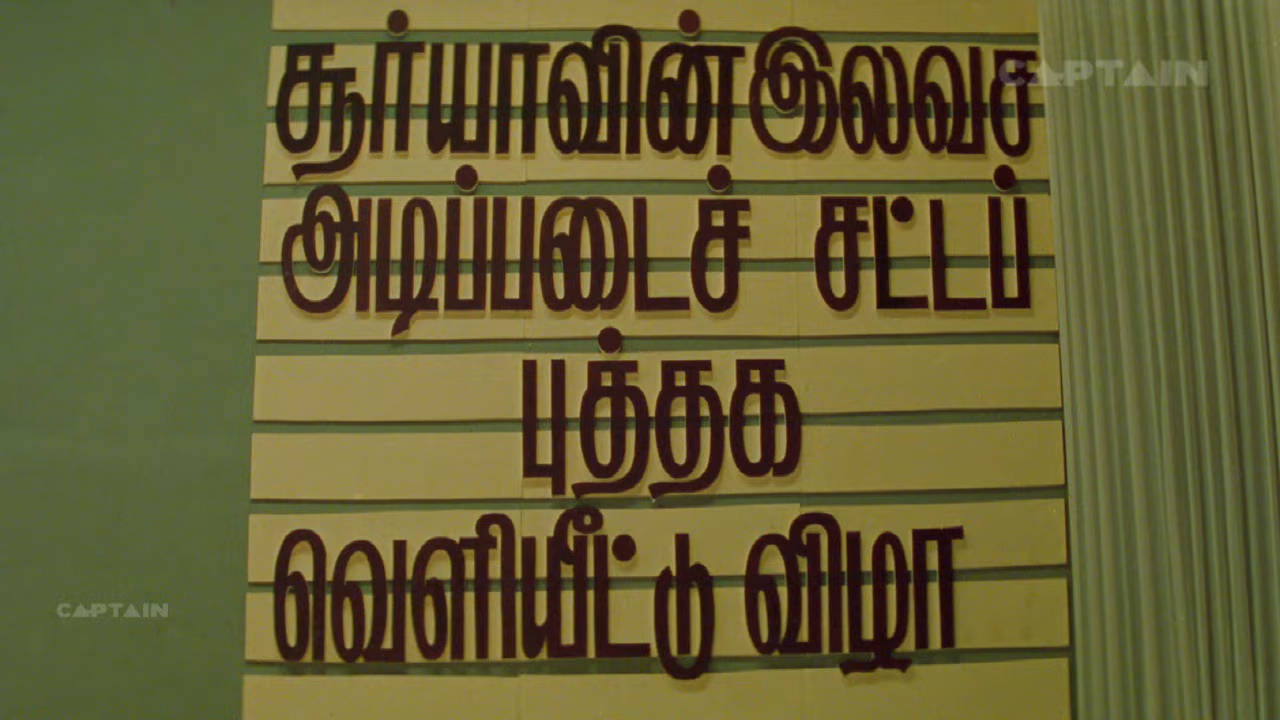 சூர்யாவின் இலவச
CAPTAIN
அடிப்படைச் சட்டப்
புத்தக
வெளியீட்டு விழா
CAPTAIN